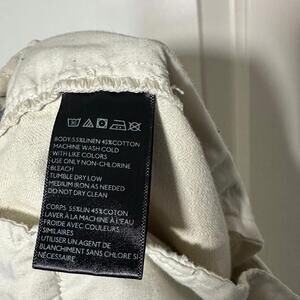 BODY: 55%LINEN 45%COTTON
MACHINE WASH COLD
WITH LIKE COLORS
USE ONLY NON-CHLORINE
BLEACH
TUMBLE DRY LOW
MEDIUM IRON AS NEEDED
DO NOT DRY CLEAN
CORPS: 55%LIN 45%COTON
LAVER À LA MACHINE À L'EAU
FROIDE AVEC COULEURS
SIMILAIRES
UTILISER UN AGENT DE
BLANCHIMENT SANS CHLORE SI
NÉCESSAIRE